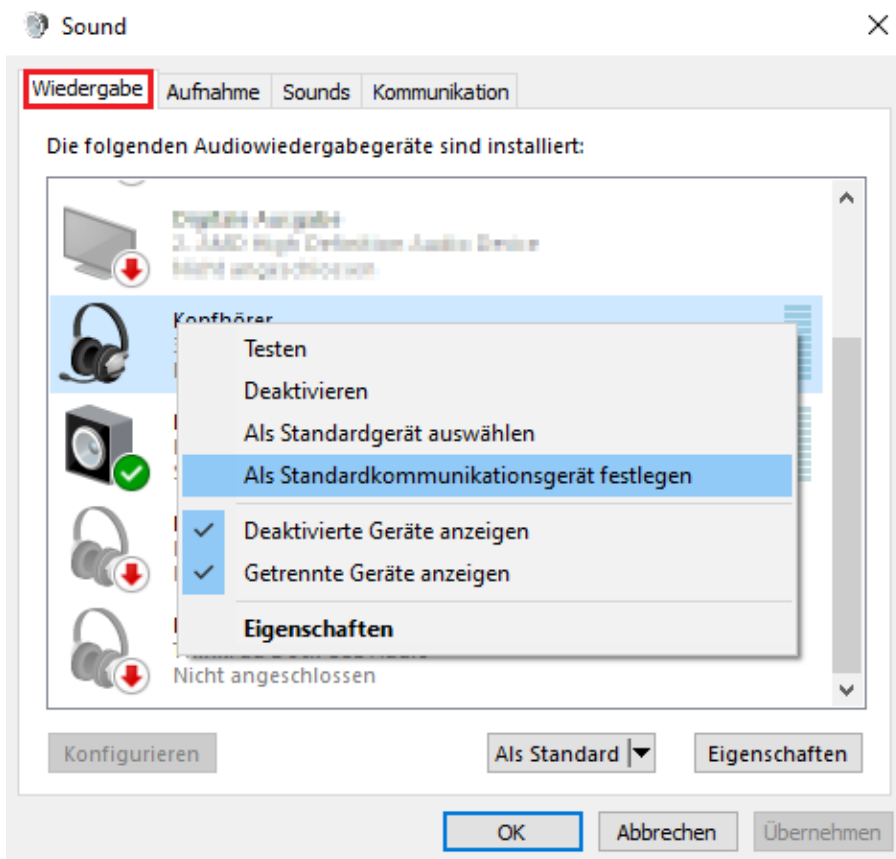 Sound
Wiedergabe Aufnahme Sounds Kommunikation
Die folgenden Audiowiedergabegeräte sind installiert:
Kopfhörer
Testen
Deaktivieren
Als Standardgerät auswählen
Als Standardkommunikationsgerät festlegen
Deaktivierte Geräte anzeigen
Getrennte Geräte anzeigen
Eigenschaften
Nicht angeschlossen
Konfigurieren Als Standard Eigenschaften
OK Abbrechen Übernehmen